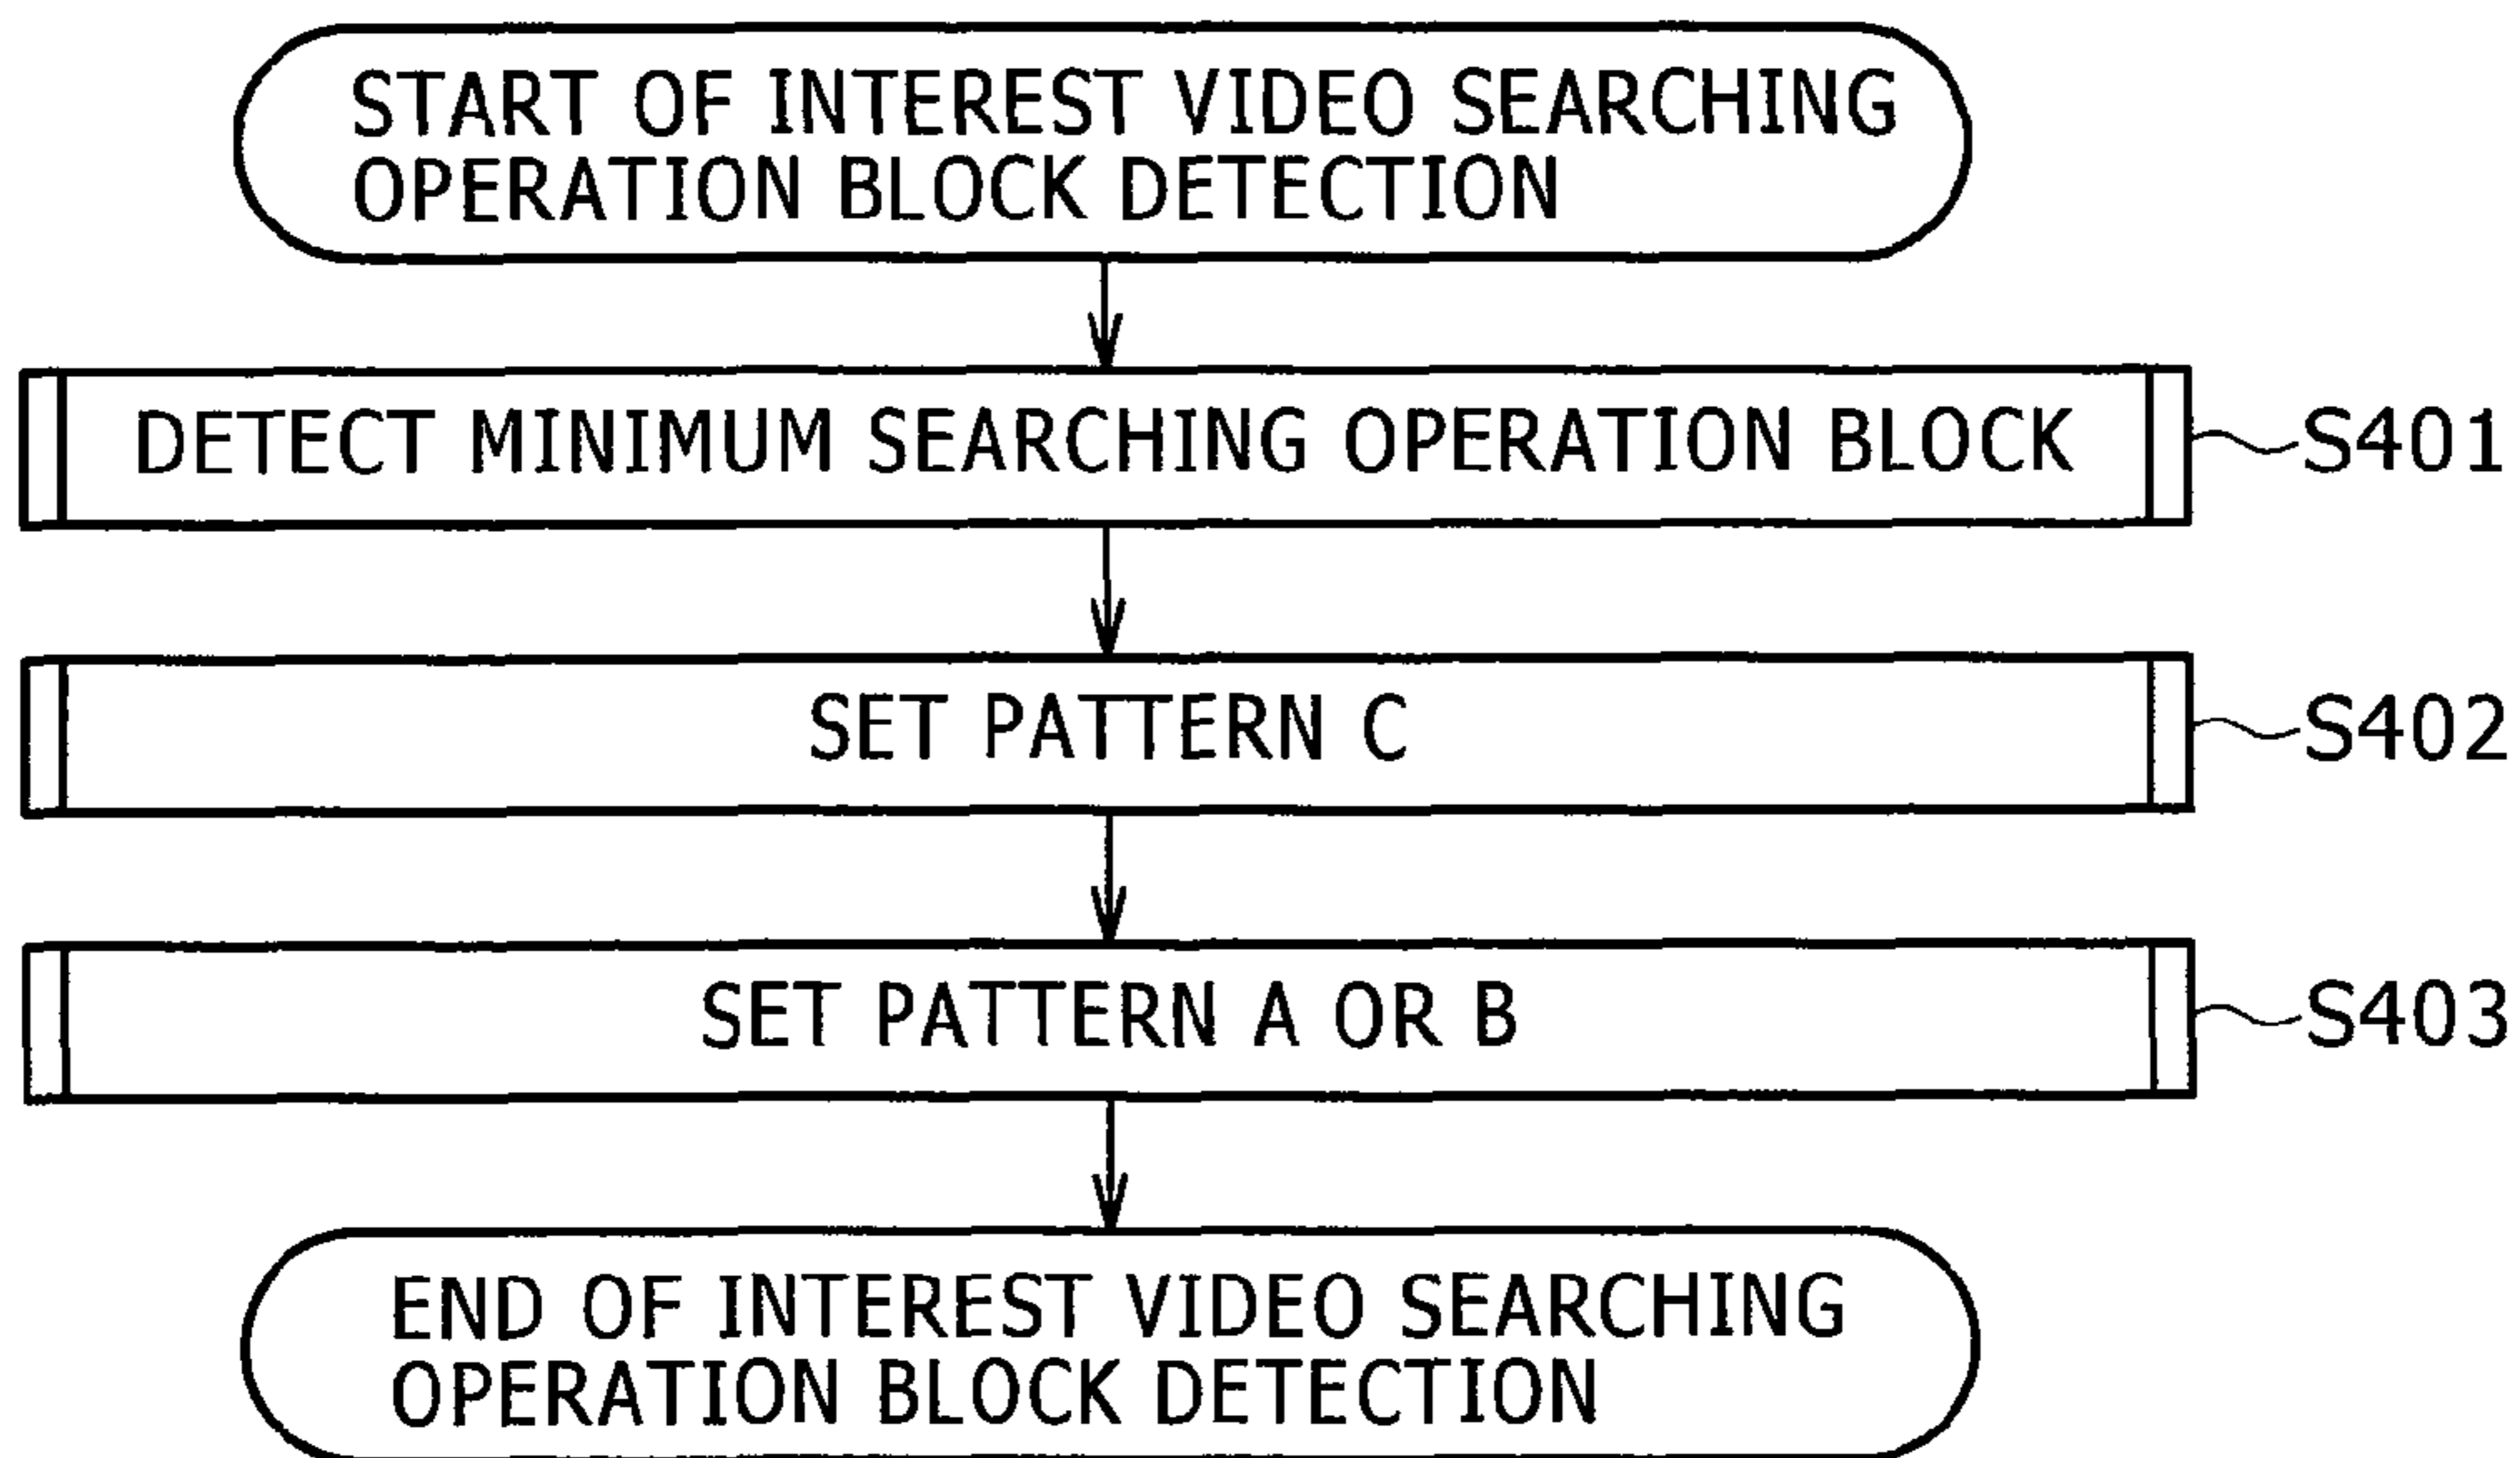 START OF INTEREST VIDEO SEARCHING
OPERATION BLOCK DETECTION
DETECT MINIMUM SEARCHING OPERATION BLOCK
S401
SET PATTERN C
S402
SET PATTERN A OR B
S403
END OF INTEREST VIDEO SEARCHING
OPERATION BLOCK DETECTION